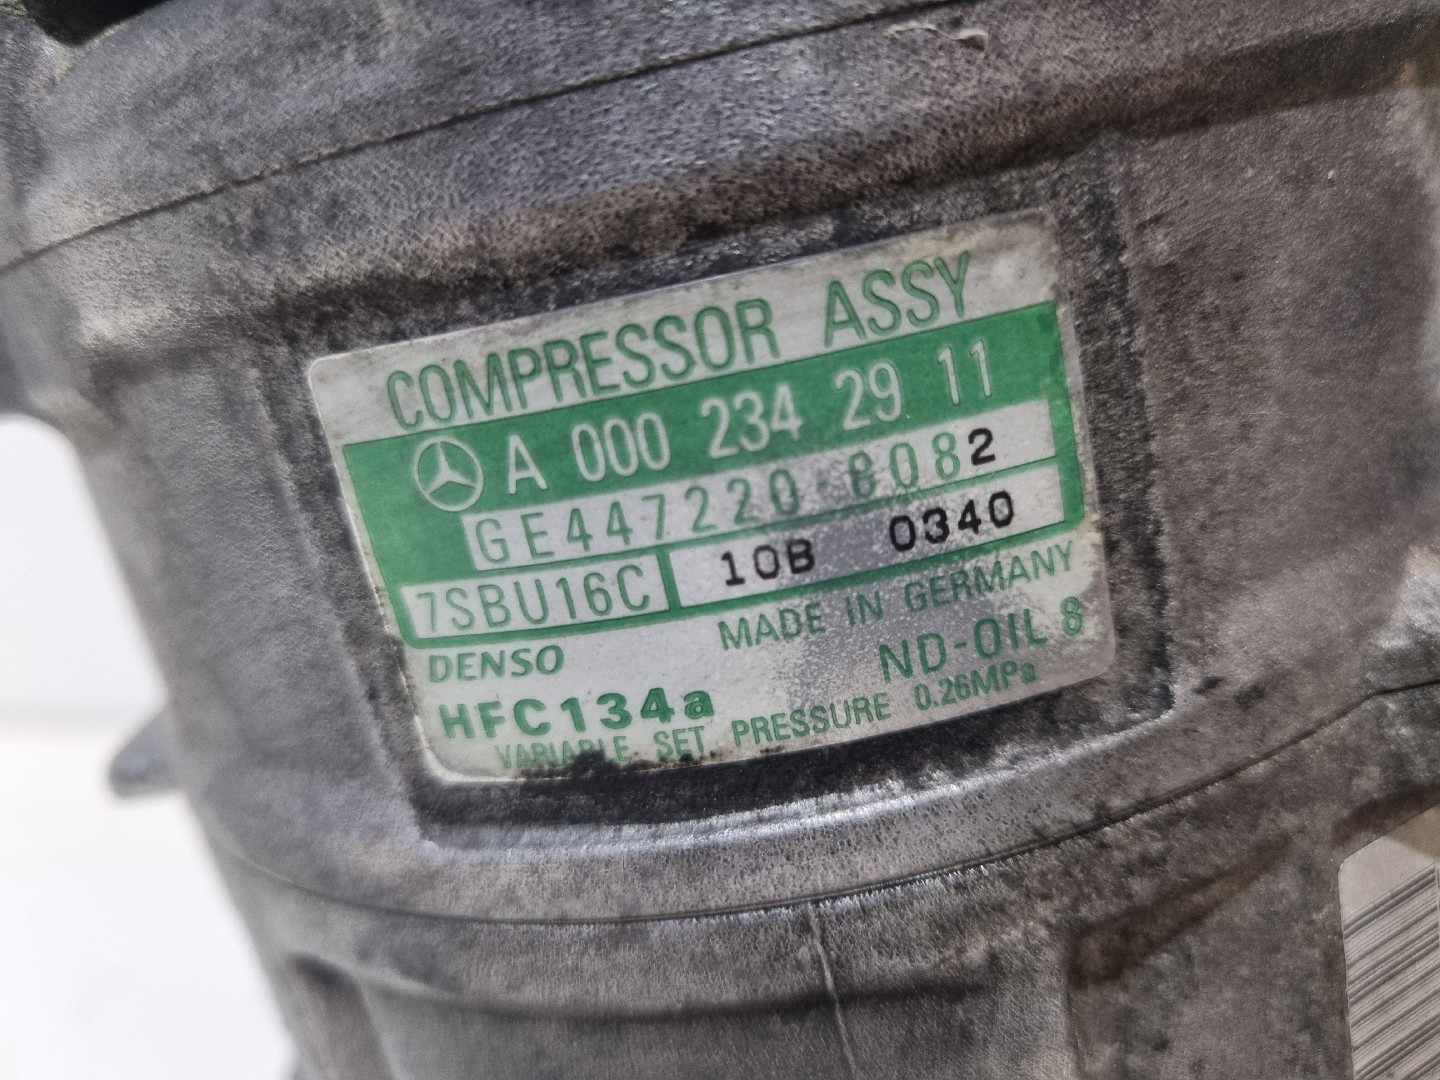 COMPRESSOR ASSY
A 000 234 29 11
GE447220-8082
7SBU16C 10B 0340
DENSO MADE IN GERMANY
HFC134a ND-OIL 8
VARIABLE SET PRESSURE 0.26MPa